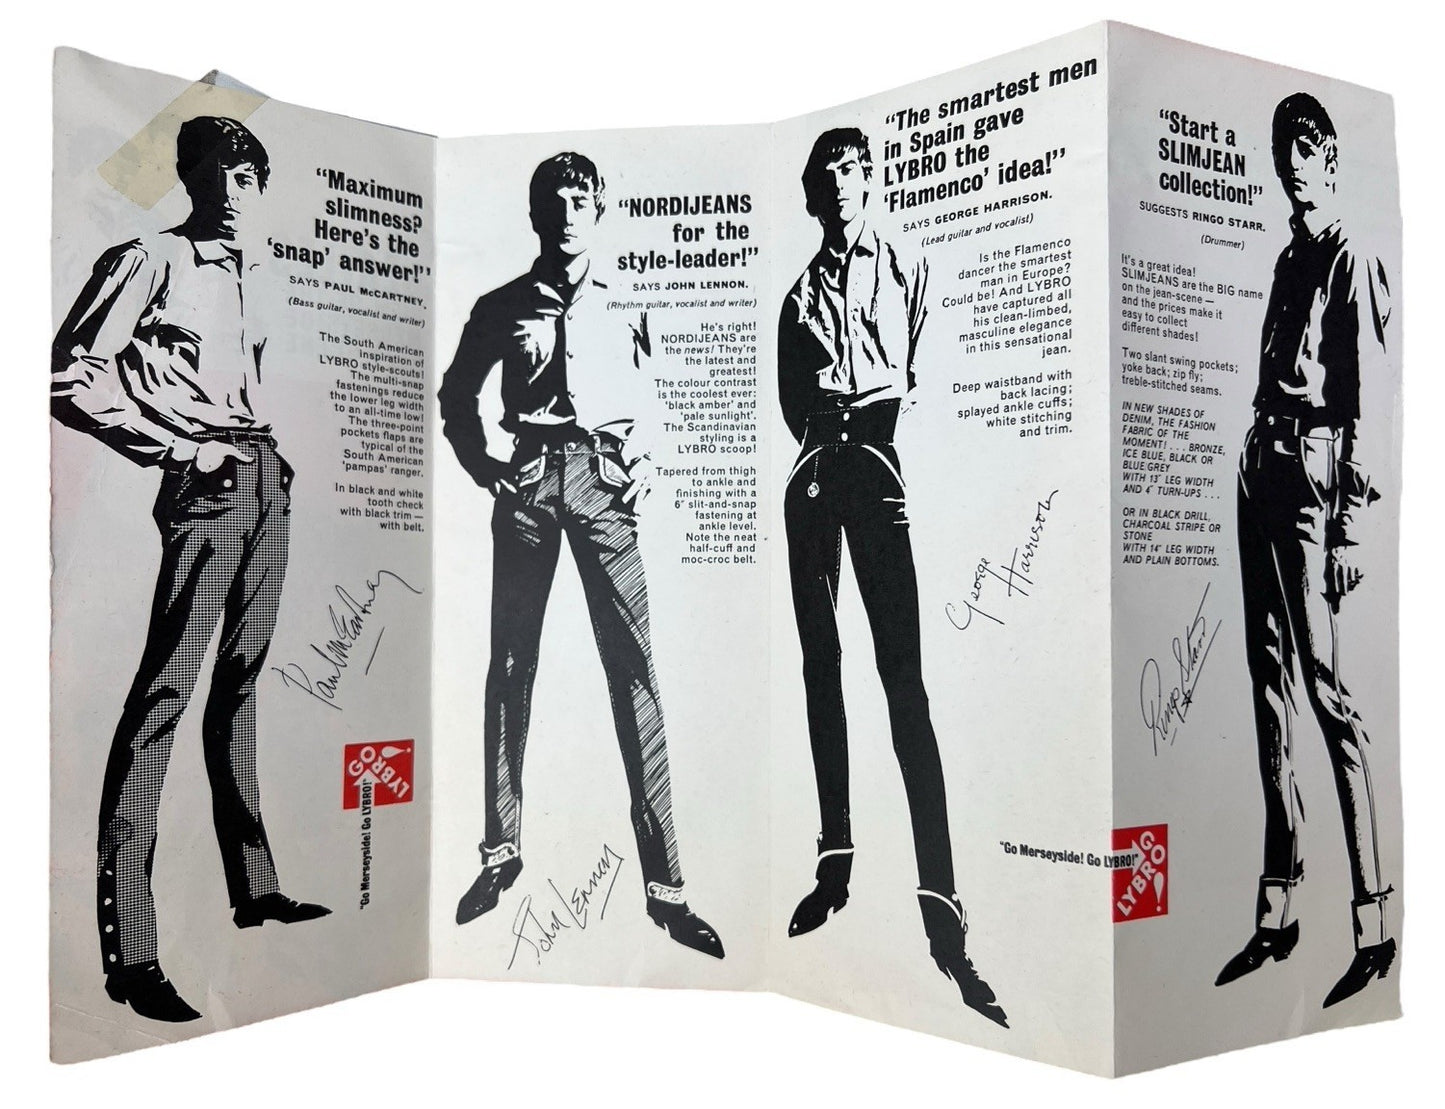 "Maximum
slimness?
Here's the
'snap' answer!"
SAYS PAUL McCARTNEY.
(Bass guitar, vocalist and writer)
The South American
inspiration of
LYBRO style-scouts!
The multi-snap
fastenings reduce
the lower leg width
to an all-time low!
The three-point
pockets flaps are
typical of the
South American
'pampas' ranger.
In black and white
tooth check
with black trim —
with belt.
Paul McCartney
GO
LYBRO!
"Go Merseyside! Go LYBRO!"
"NORDIJEANS
for the
style-leader!"
SAYS JOHN LENNON.
(Rhythm guitar, vocalist and writer)
He's right!
NORDIJEANS are
the news! They're
the latest and
greatest!
The colour contrast
is the coolest ever:
'black amber' and
'pale sunlight'.
The Scandinavian
styling is a
LYBRO scoop!
Tapered from thigh
to ankle and
finishing with a
6" slit-and-snap
fastening at
ankle level.
Note the neat
half-cuff and
moc-croc belt.
John Lennon
"The smartest men
in Spain gave
LYBRO the
'Flamenco' idea!"
SAYS GEORGE HARRISON.
(Lead guitar and vocalist)
Is the Flamenco
dancer the smartest
man in Europe?
Could be! And LYBRO
have captured all
his clean-limbed,
masculine elegance
in this sensational
jean.
Deep waistband with
back lacing;
splayed ankle cuffs;
white stitching
and trim.
George
Harrison
"Go Merseyside! Go LYBRO!"
GO
LYBRO!
"Start a
SLIMJEAN
collection!"
SUGGESTS RINGO STARR.
(Drummer)
It's a great idea!
SLIMJEANS are the BIG name
on the jean-scene —
and the prices make it
easy to collect
different shades!
Two slant swing pockets;
yoke back; zip fly;
treble-stitched seams.
IN NEW SHADES OF
DENIM, THE FASHION
FABRIC OF THE
MOMENT! . . . BRONZE,
ICE BLUE, BLACK OR
BLUE/GREY
WITH 13" LEG WIDTH
AND 4" TURN-UPS . . .
OR IN BLACK DRILL,
CHARCOAL STRIPE OR
STONE
WITH 14" LEG WIDTH
AND PLAIN BOTTOMS.
Ringo Starr